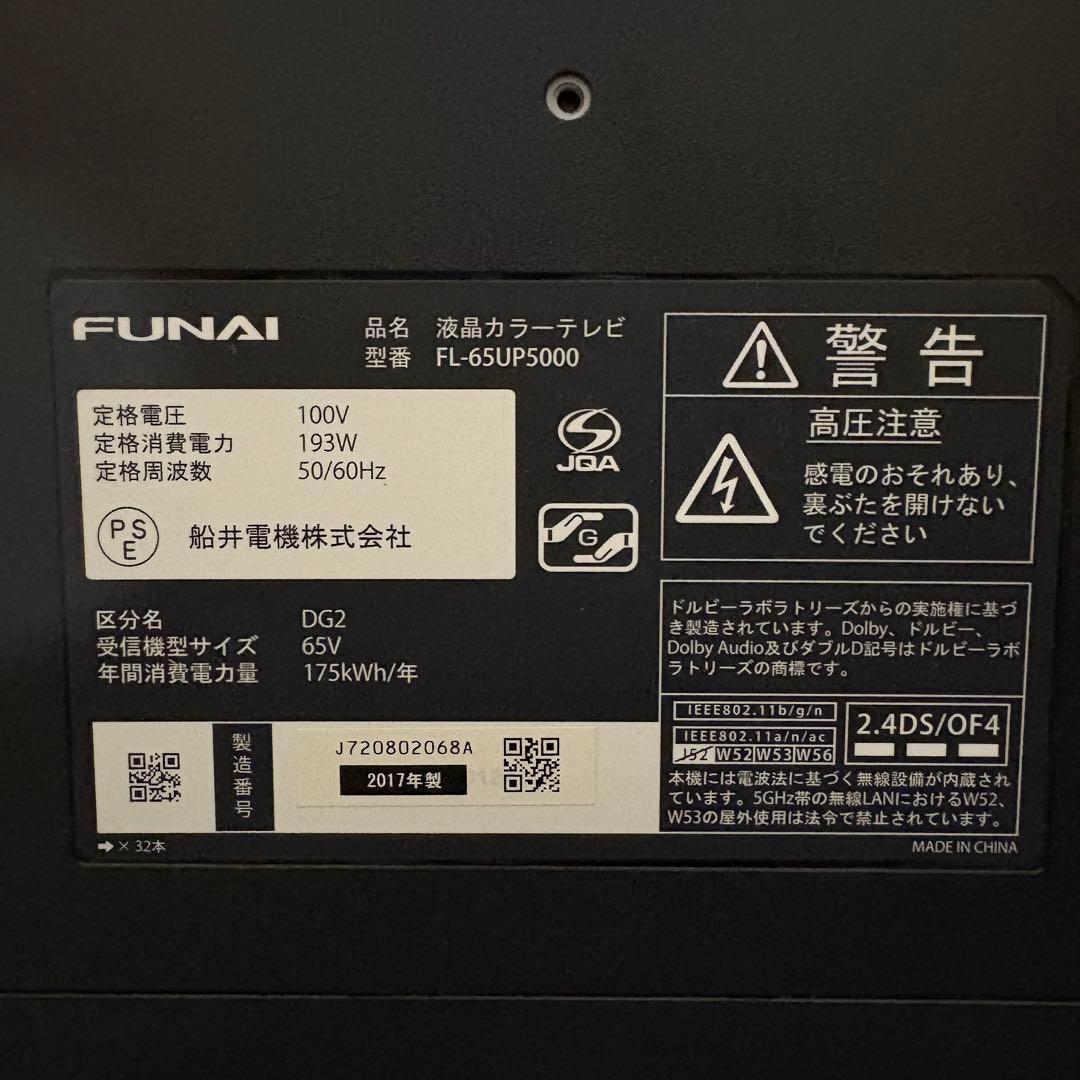 FUNAI
品名 液晶カラーテレビ
型番 FL-65UP5000
定格電圧 100V
定格消費電力 193W
定格周波数 50/60Hz
PSE 船井電機株式会社
JQA
G
区分名 DG2
受信機型サイズ 65V
年間消費電力量 175kWh/年
製造番号
J720802068A
2017年製
➡ × 32本
警告
高圧注意
感電のおそれあり、
裏ぶたを開けない
でください
ドルビーラボラトリーズからの実施権に基づ
き製造されています。Dolby、ドルビー、
Dolby Audio及びダブルD記号はドルビーラボ
ラトリーズの商標です。
IEEE802.11b/g/n
IEEE802.11a/n/ac
J52 W52 W53 W56
2.4DS/OF4
本機には電波法に基づく無線設備が内蔵され
ています。5GHz帯の無線LANにおけるW52、
W53の屋外使用は法令で禁止されています。
MADE IN CHINA